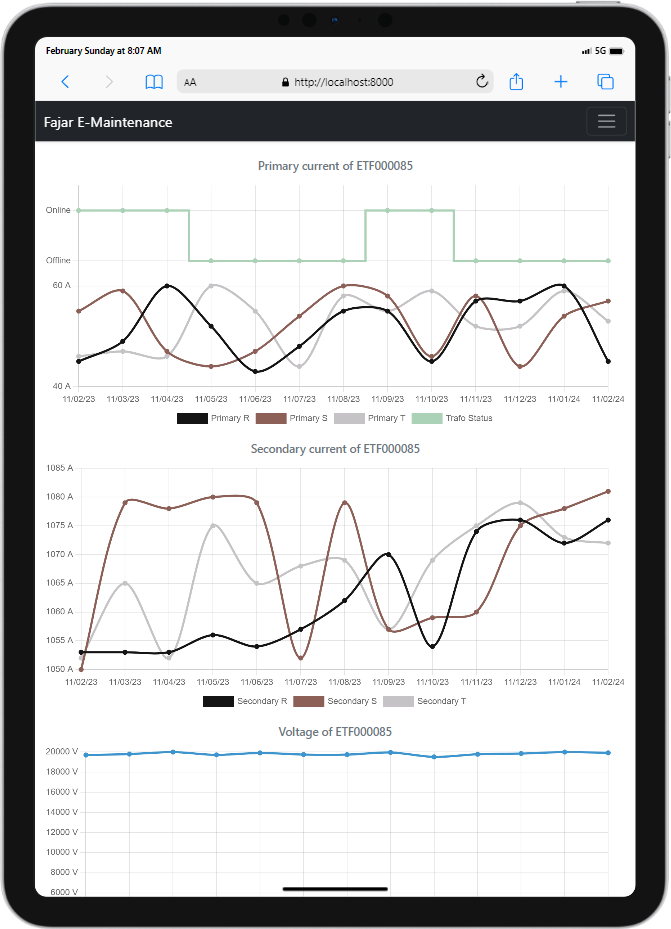 February Sunday at 8:07 AM
5G
AA
http://localhost:8000
Fajar E-Maintenance
Primary current of ETF000085
Online
Offline
60 A
40 A
11/02/23 11/03/23 11/04/23 11/05/23 11/06/23 11/07/23 11/08/23 11/09/23 11/10/23 11/11/23 11/12/23 11/01/24 11/02/24
Primary R Primary S Primary T Trafo Status
Secondary current of ETF000085
1085 A
1080 A
1075 A
1070 A
1065 A
1060 A
1055 A
1050 A
11/02/23 11/03/23 11/04/23 11/05/23 11/06/23 11/07/23 11/08/23 11/09/23 11/10/23 11/11/23 11/12/23 11/01/24 11/02/24
Secondary R Secondary S Secondary T
Voltage of ETF000085
20000 V
18000 V
16000 V
14000 V
12000 V
10000 V
8000 V
6000 V